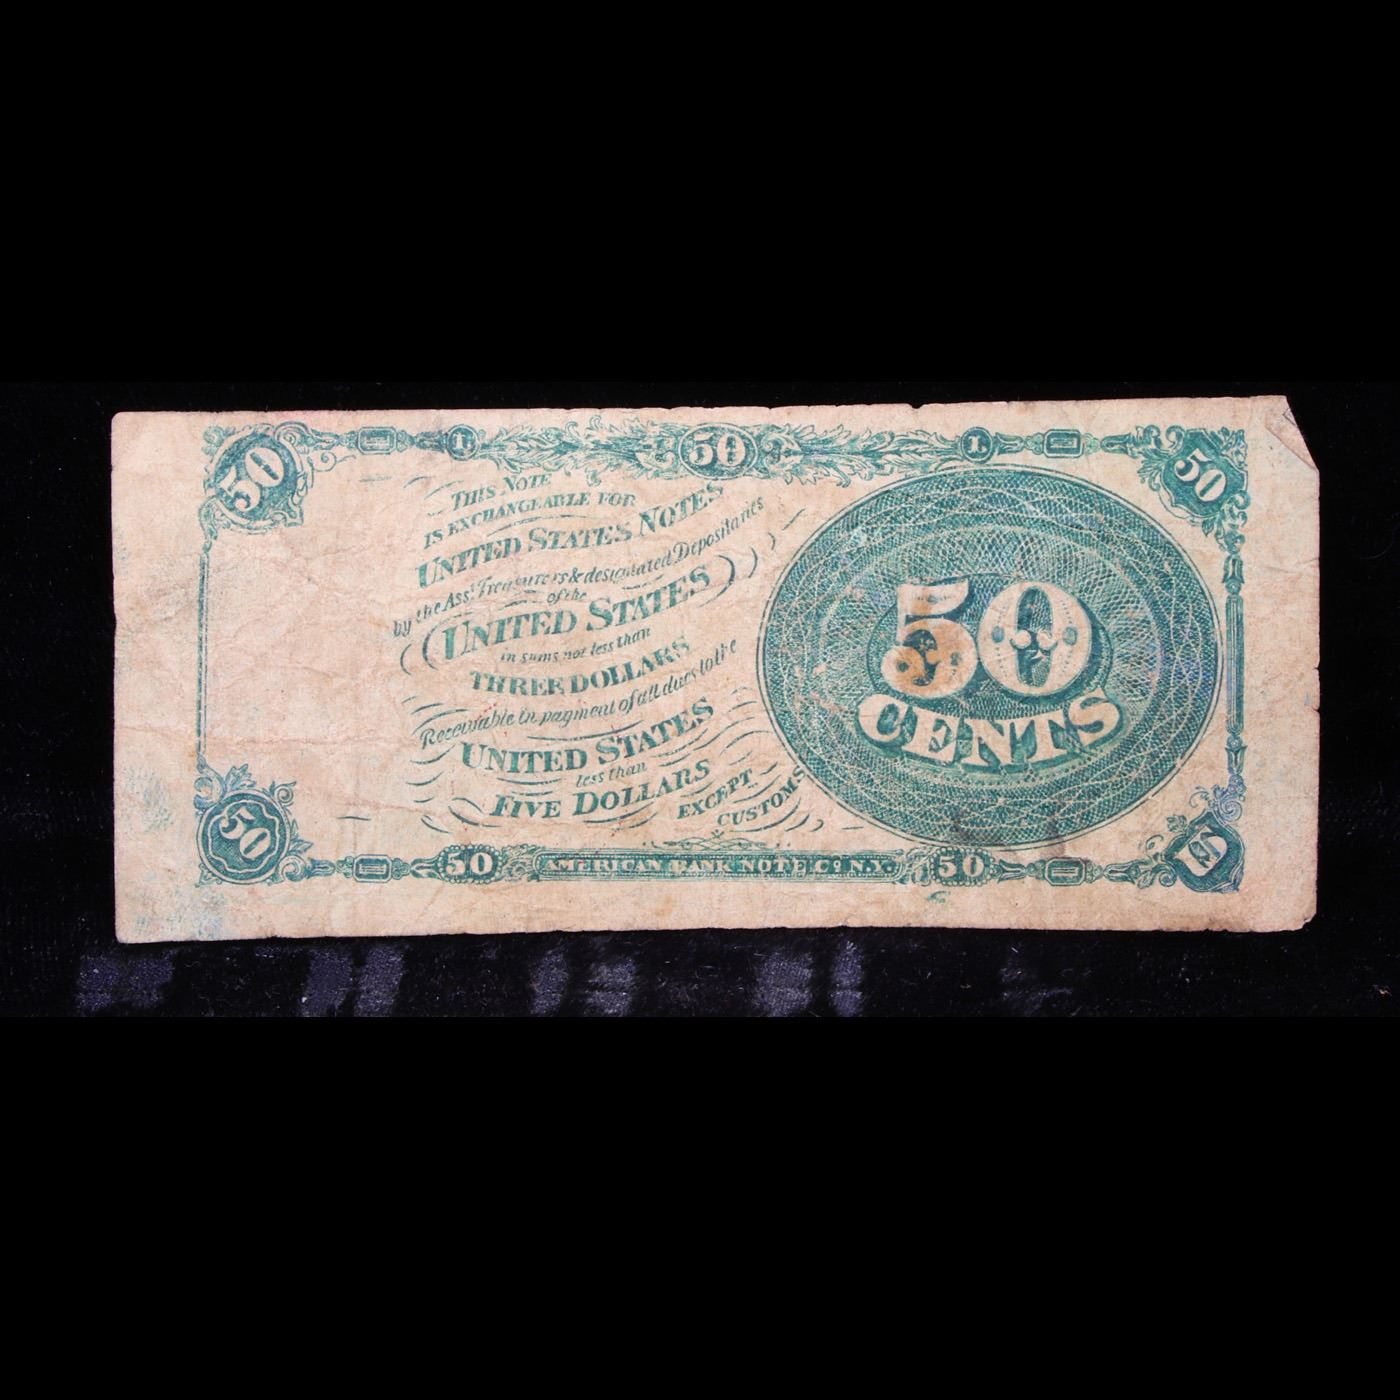 50 1. 50 1. 50
THIS NOTE
IS EXCHANGEABLE FOR
UNITED STATES NOTES
by the Asst. Treasurers & designated Depositaries
of the
UNITED STATES
in sums not less than
THREE DOLLARS
Receivable in payment of all dues to the
UNITED STATES
less than
FIVE DOLLARS
EXCEPT
CUSTOMS
50
CENTS
50 50 AMERICAN BANK NOTE Co. N.Y. 50 US